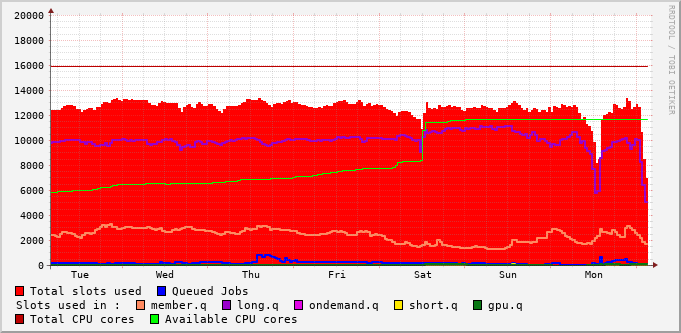 20000
18000
16000
14000
12000
10000
8000
6000
4000
2000
0
Tue Wed Thu Fri Sat Sun Mon
RRDTOOL / TOBI OETIKER
Total slots used Queued Jobs
Slots used in : member.q long.q ondemand.q short.q gpu.q
Total CPU cores Available CPU cores